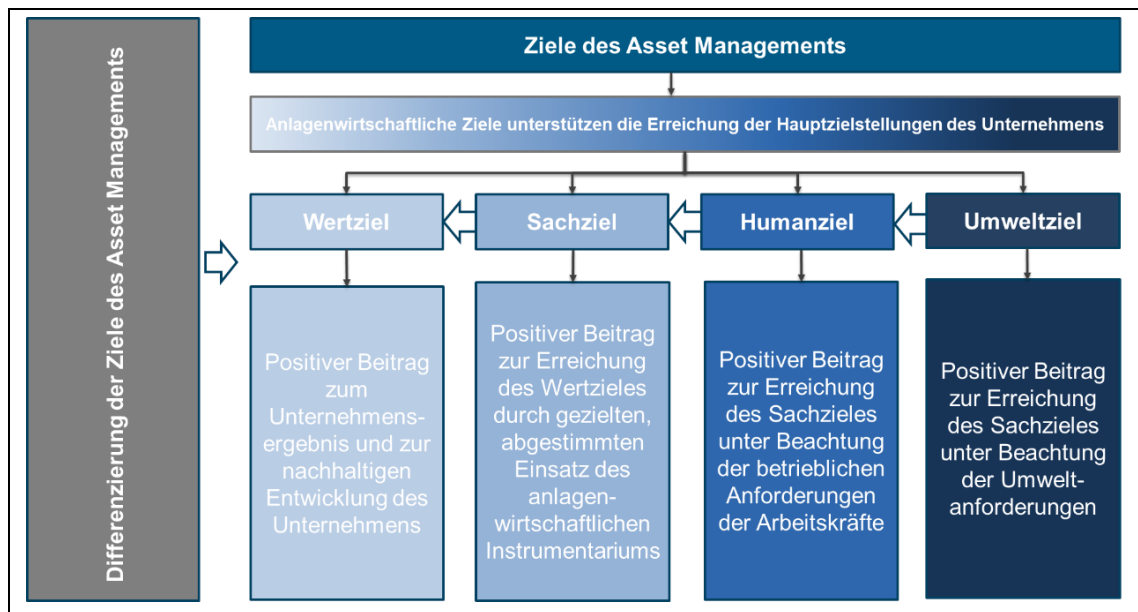 Differenzierung der Ziele des Asset Managements
Ziele des Asset Managements
Anlagenwirtschaftliche Ziele unterstützen die Erreichung der Hauptzielstellungen des Unternehmens
Wertziel
Sachziel
Humanziel
Umweltziel
Positiver Beitrag
zum
Unternehmens-
ergebnis und zur
nachhaltigen
Entwicklung des
Unternehmens
Positiver Beitrag
zur Erreichung
des Wertzieles
durch gezielten,
abgestimmten
Einsatz des
anlagen-
wirtschaftlichen
Instrumentariums
Positiver Beitrag
zur Erreichung
des Sachzieles
unter Beachtung
der betrieblichen
Anforderungen
der Arbeitskräfte
Positiver Beitrag
zur Erreichung
des Sachzieles
unter Beachtung
der Umwelt-
anforderungen